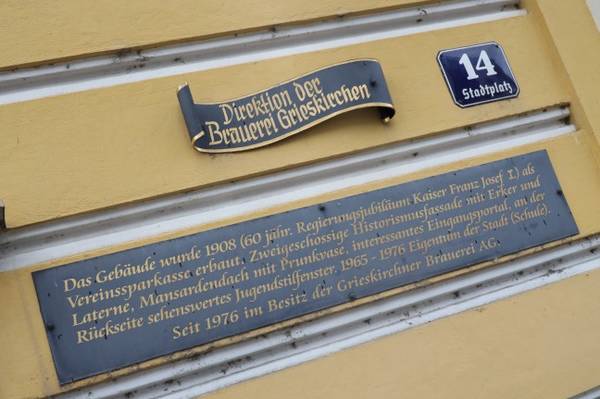 Direktion der
Brauerei Grieskirchen
14
Stadtplatz
Das Gebäude wurde 1908 (60 jähr. Regierungsjubiläum Kaiser Franz Josef I.) als
Vereinssparkasse erbaut. Zweigeschossige Historismusfassade mit Erker und
Laterne, Mansardendach mit Prunkvase, interessantes Eingangsportal, an der
Rückseite sehenswertes Jugendstilfenster. 1965 - 1976 Eigentum der Stadt (Schule).
Seit 1976 im Besitz der Grieskirchner Brauerei AG.